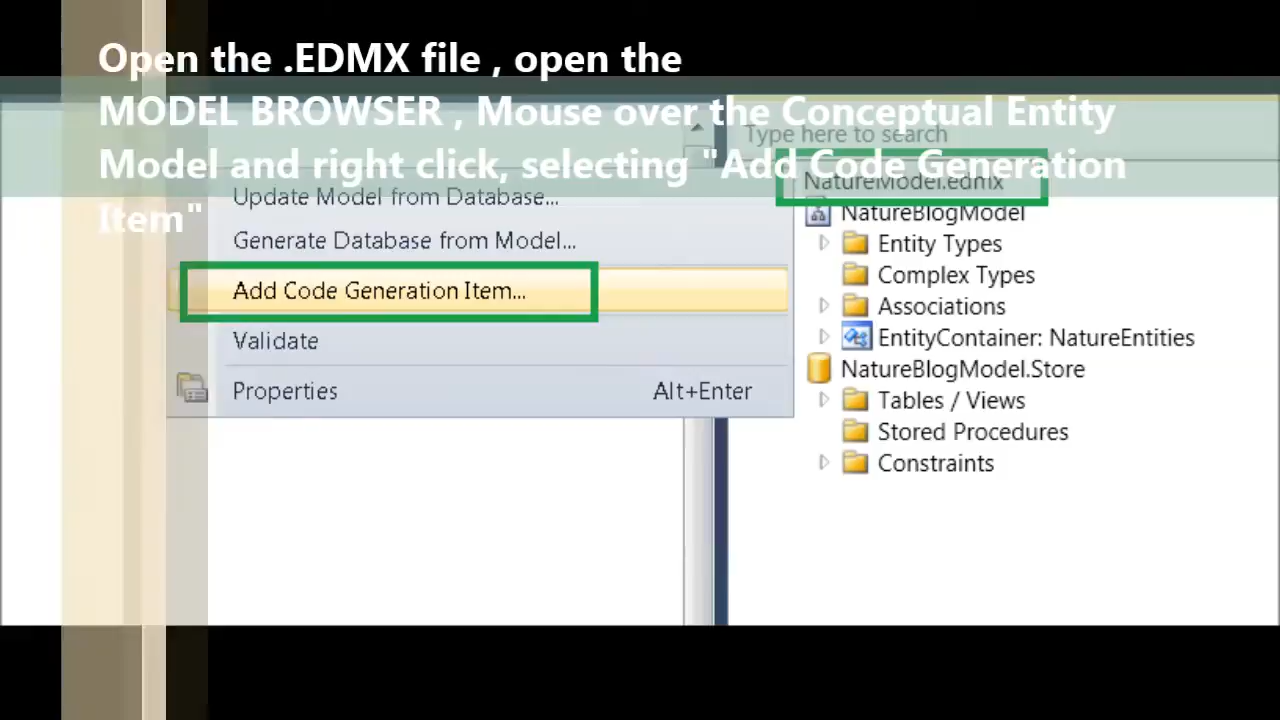 Open the .EDMX file , open the
MODEL BROWSER , Mouse over the Conceptual Entity
Model and right click, selecting "Add Code Generation
Item"
Update Model from Database...
Generate Database from Model...
Add Code Generation Item...
Validate
Properties Alt+Enter
Type here to search
NatureModel.edmx
NatureBlogModel
Entity Types
Complex Types
Associations
EntityContainer: NatureEntities
NatureBlogModel.Store
Tables / Views
Stored Procedures
Constraints